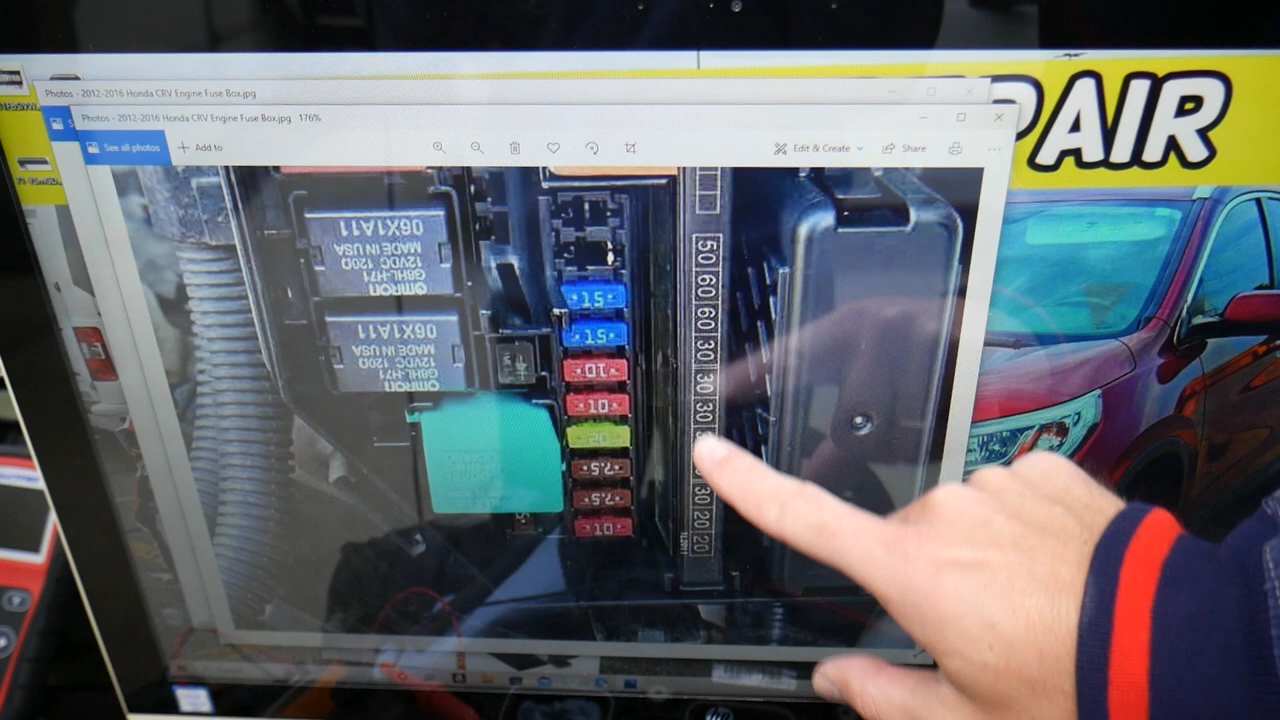 PAIR
Photos - 2012-2016 Honda CRV Engine Fuse Box.jpg
Photos - 2012-2016 Honda CRV Engine Fuse Box.jpg 176%
See all photos
Add to
Edit & Create
Share
06X1A11
MADE IN USA
12VDC 120Ω
G8HL-H71
OMRON
06X1A11
MADE IN USA
12VDC 120Ω
G8HL-H71
OMRON
15
15
10
10
20
7.5
7.5
10
50
60
60
30
30
30
30
20
20
hp